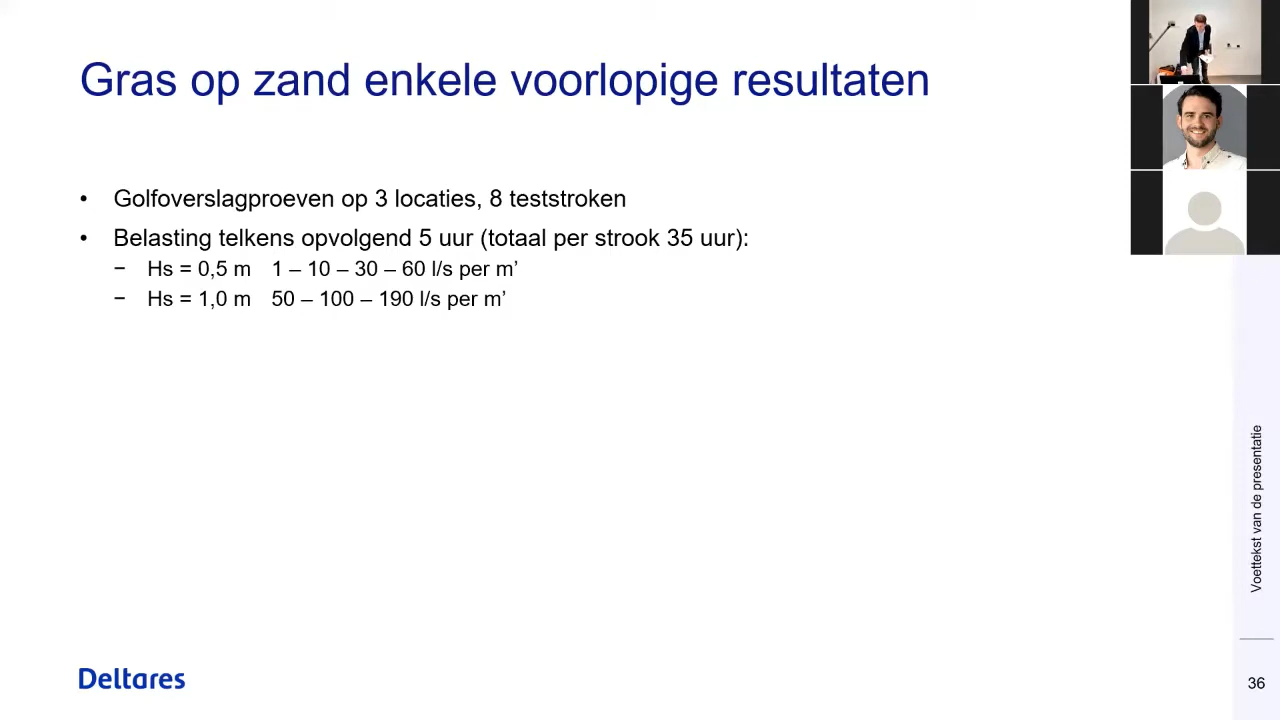 Gras op zand enkele voorlopige resultaten
• Golfoverslagproeven op 3 locaties, 8 teststroken
• Belasting telkens opvolgend 5 uur (totaal per strook 35 uur):
− Hs = 0,5 m 1 – 10 – 30 – 60 l/s per m’
− Hs = 1,0 m 50 – 100 – 190 l/s per m’
Voettekst van de presentatie
Deltares
36